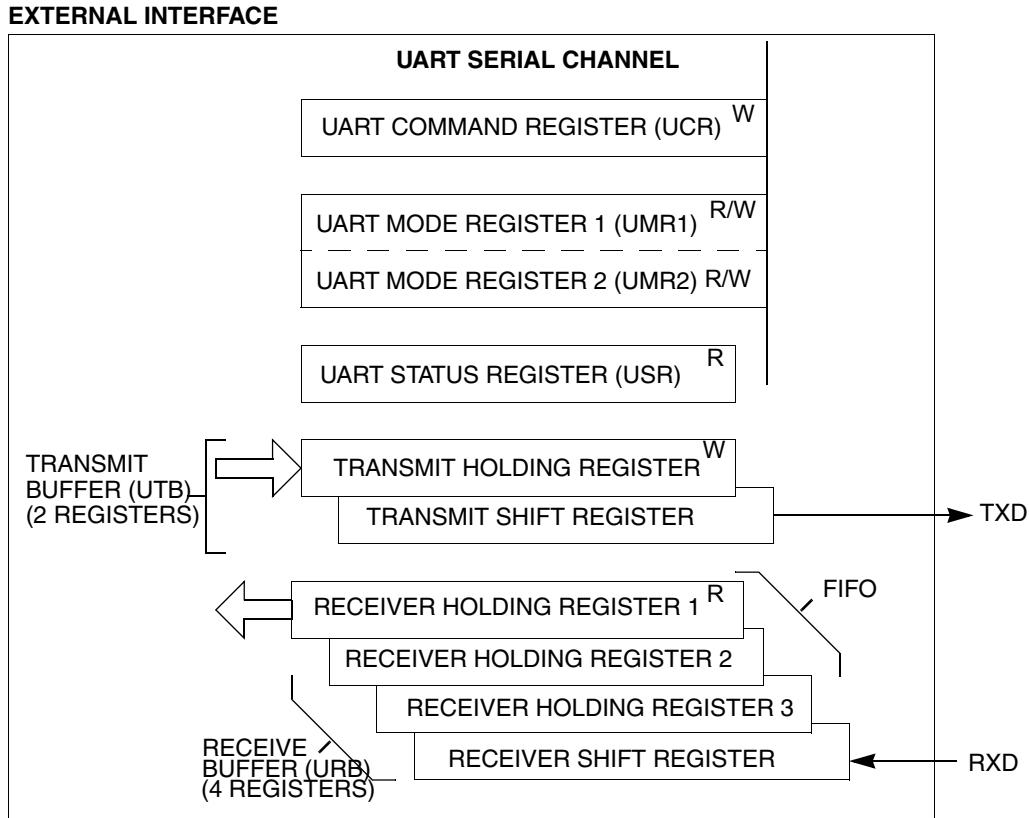 EXTERNAL INTERFACE
UART SERIAL CHANNEL
UART COMMAND REGISTER (UCR) W
UART MODE REGISTER 1 (UMR1) R/W
UART MODE REGISTER 2 (UMR2) R/W
UART STATUS REGISTER (USR) R
TRANSMIT
BUFFER (UTB)
(2 REGISTERS)
TRANSMIT HOLDING REGISTER W
TRANSMIT SHIFT REGISTER
TXD
RECEIVER HOLDING REGISTER 1 R
FIFO
RECEIVER HOLDING REGISTER 2
RECEIVER HOLDING REGISTER 3
RECEIVER SHIFT REGISTER
RECEIVE
BUFFER (URB)
(4 REGISTERS)
RXD